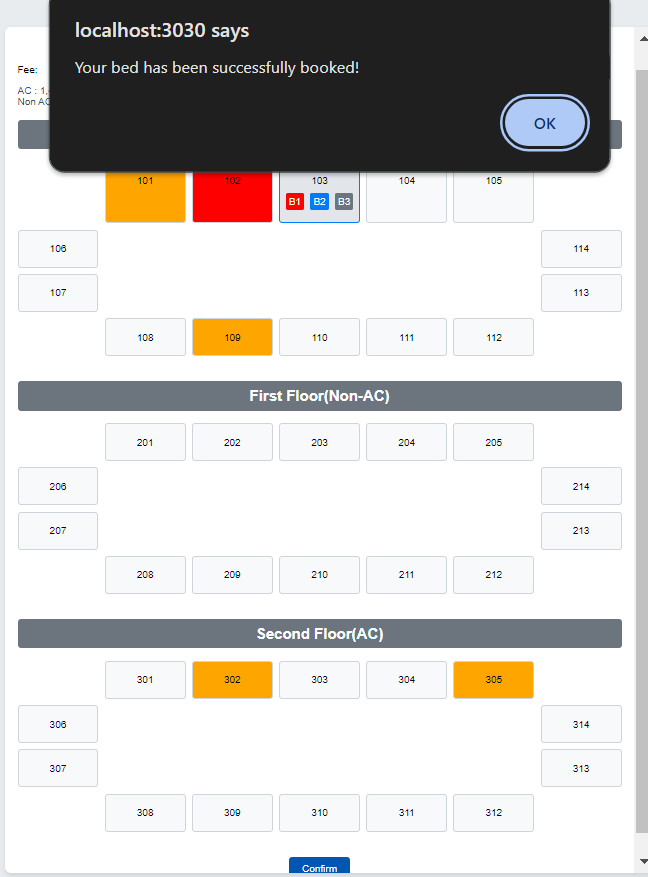 localhost:3030 says
Your bed has been successfully booked!
OK
Fee:
AC : 1,
Non AC
101 102 103 104 105
B1 B2 B3
106 114
107 113
108 109 110 111 112
First Floor(Non-AC)
201 202 203 204 205
206 214
207 213
208 209 210 211 212
Second Floor(AC)
301 302 303 304 305
306 314
307 313
308 309 310 311 312
Confirm